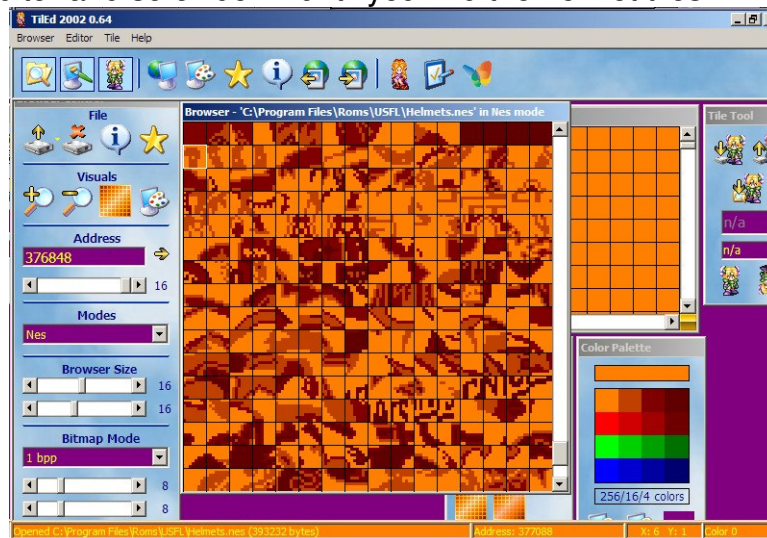 TilEd 2002 0.64
Browser Editor Tile Help
File
Visuals
Address
376848
16
Modes
Nes
Browser Size
16
16
Bitmap Mode
1 bpp
8
8
Browser - 'C:\Program Files\Roms\USFL\Helmets.nes' in Nes mode
Tile Tool
n/a
n/a
Color Palette
256/16/4 colors
Opened C:\Program Files\Roms\USFL\Helmets.nes (393232 bytes)
Address: 377088
X: 6 Y: 1
Color 0